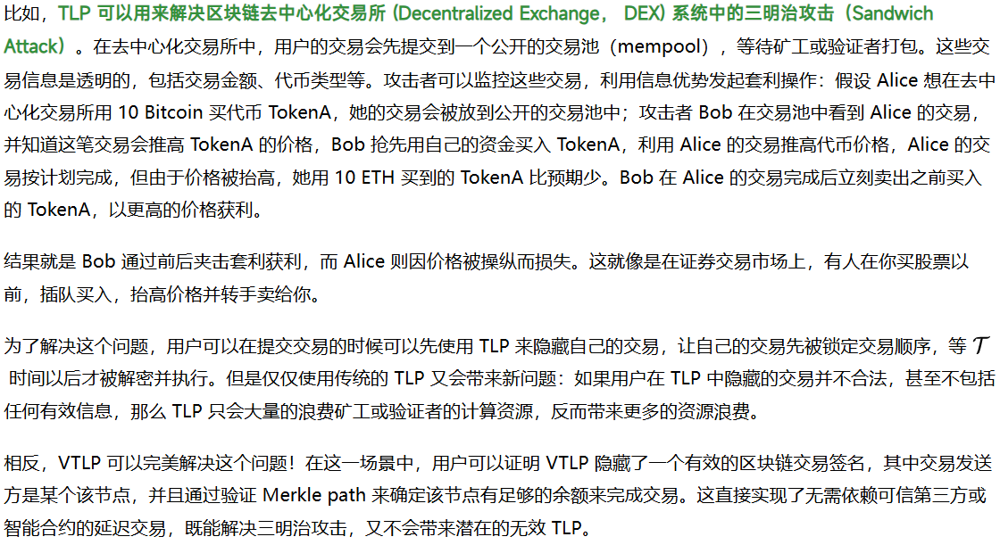 比如，TLP 可以用来解决区块链去中心化交易所 (Decentralized Exchange， DEX) 系统中的三明治攻击（Sandwich
Attack）。在去中心化交易所中，用户的交易会先提交到一个公开的交易池（mempool），等待矿工或验证者打包。这些交
易信息是透明的，包括交易金额、代币类型等。攻击者可以监控这些交易，利用信息优势发起套利操作：假设 Alice 想在去中
心化交易所用 10 Bitcoin 买代币 TokenA，她的交易会被放到公开的交易池中；攻击者 Bob 在交易池中看到 Alice 的交易，
并知道这笔交易会推高 TokenA 的价格，Bob 抢先用自己的资金买入 TokenA，利用 Alice 的交易推高代币价格，Alice 的交
易按计划完成，但由于价格被抬高，她用 10 ETH 买到的 TokenA 比预期少。Bob 在 Alice 的交易完成后立刻卖出之前买入
的 TokenA，以更高的价格获利。
结果就是 Bob 通过前后夹击套利获利，而 Alice 则因价格被操纵而损失。这就像是在证券交易市场上，有人在你买股票以
前，插队买入，抬高价格并转手卖给你。
为了解决这个问题，用户可以在提交交易的时候可以先使用 TLP 来隐藏自己的交易，让自己的交易先被锁定交易顺序，等 𝒯
时间以后才被解密并执行。但是仅仅使用传统的 TLP 又会带来新问题：如果用户在 TLP 中隐藏的交易并不合法，甚至不包括
任何有效信息，那么 TLP 只会大量的浪费矿工或验证者的计算资源，反而带来更多的资源浪费。
相反，VTLP 可以完美解决这个问题！在这一场景中，用户可以证明 VTLP 隐藏了一个有效的区块链交易签名，其中交易发送
方是某个该节点，并且通过验证 Merkle path 来确定该节点有足够的余额来完成交易。这直接实现了无需依赖可信第三方或
智能合约的延迟交易，既能解决三明治攻击，又不会带来潜在的无效 TLP。